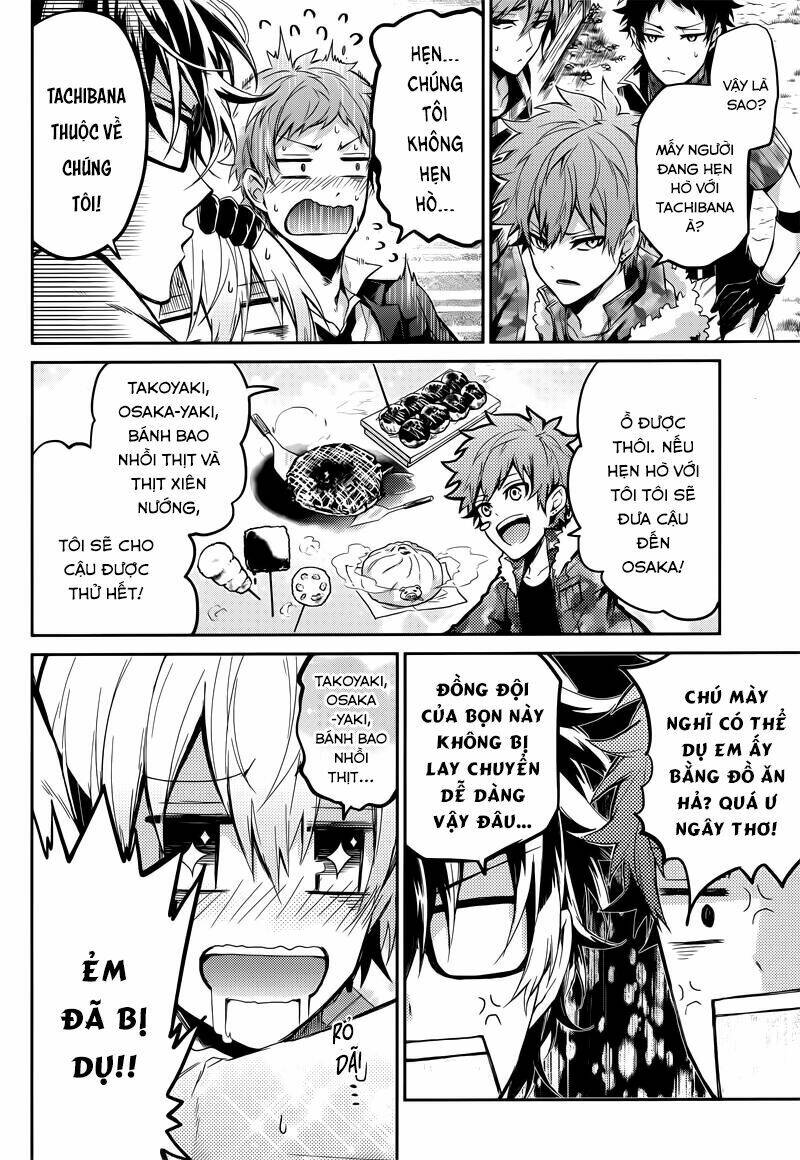 VẬY LÀ
SAO?
MẤY NGƯỜI
ĐANG HẸN
HÒ VỚI
TACHIBANA
À?
HẸN...
CHÚNG
TÔI
KHÔNG
HẸN
HÒ...
TACHIBANA
THUỘC VỀ
CHÚNG
TÔI!
Ồ ĐƯỢC
THÔI. NẾU
HẸN HÒ VỚI
TÔI TÔI SẼ
ĐƯA CẬU
ĐẾN
OSAKA!
TAKOYAKI,
OSAKA-YAKI,
BÁNH BAO
NHỒI THỊT VÀ
THỊT XIÊN
NƯỚNG,
TÔI SẼ CHO
CẬU ĐƯỢC
THỬ HẾT!
CHÚ MÀY
NGHĨ CÓ THỂ
DỤ EM ẤY
BẰNG ĐỒ ĂN
HẢ? QUÁ Ư
NGÂY THƠ!
ĐỒNG ĐỘI
CỦA BỌN NÀY
KHÔNG BỊ
LAY CHUYỂN
DỄ DÀNG
VẬY ĐÂU...
TAKOYAKI,
OSAKA
-YAKI,
BÁNH BAO
NHỒI
THỊT...
RỎ
DÃI
ẺM
ĐÃ BỊ
DỤ!!